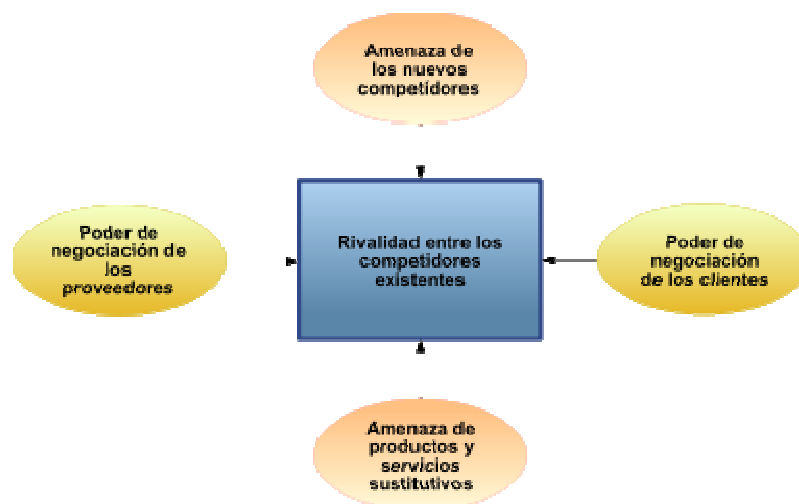 Amenaza de
los nuevos
competidores
Poder de
negociación de
los
proveedores
Rivalidad entre los
competidores
existentes
Poder de
negociación
de los clientes
Amenaza de
productos y
servicios
sustitutivos